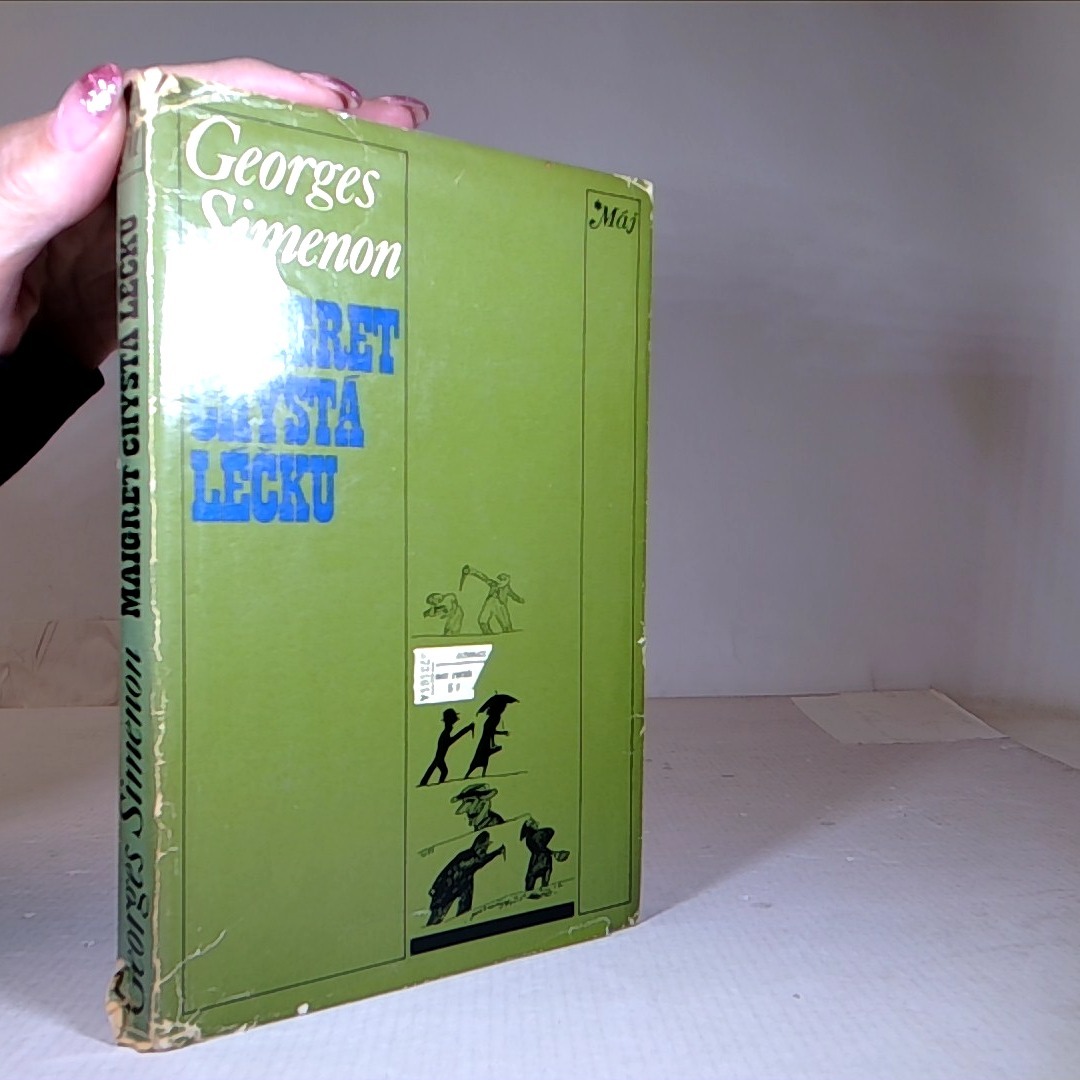 Georges
Simenon
MAIGRET
CHYSTÁ
LÉČKU
Máj
Georges Simenon MAIGRET CHYSTÁ LÉČKU